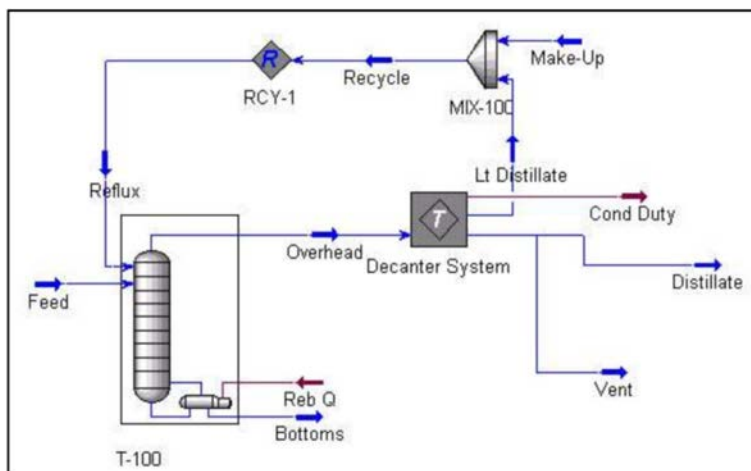 R
RCY-1
Recycle
MIX-100
Make-Up
Reflux
Lt Distillate
T
Cond Duty
Overhead
Decanter System
Feed
Distillate
Reb Q
Vent
Bottoms
T-100